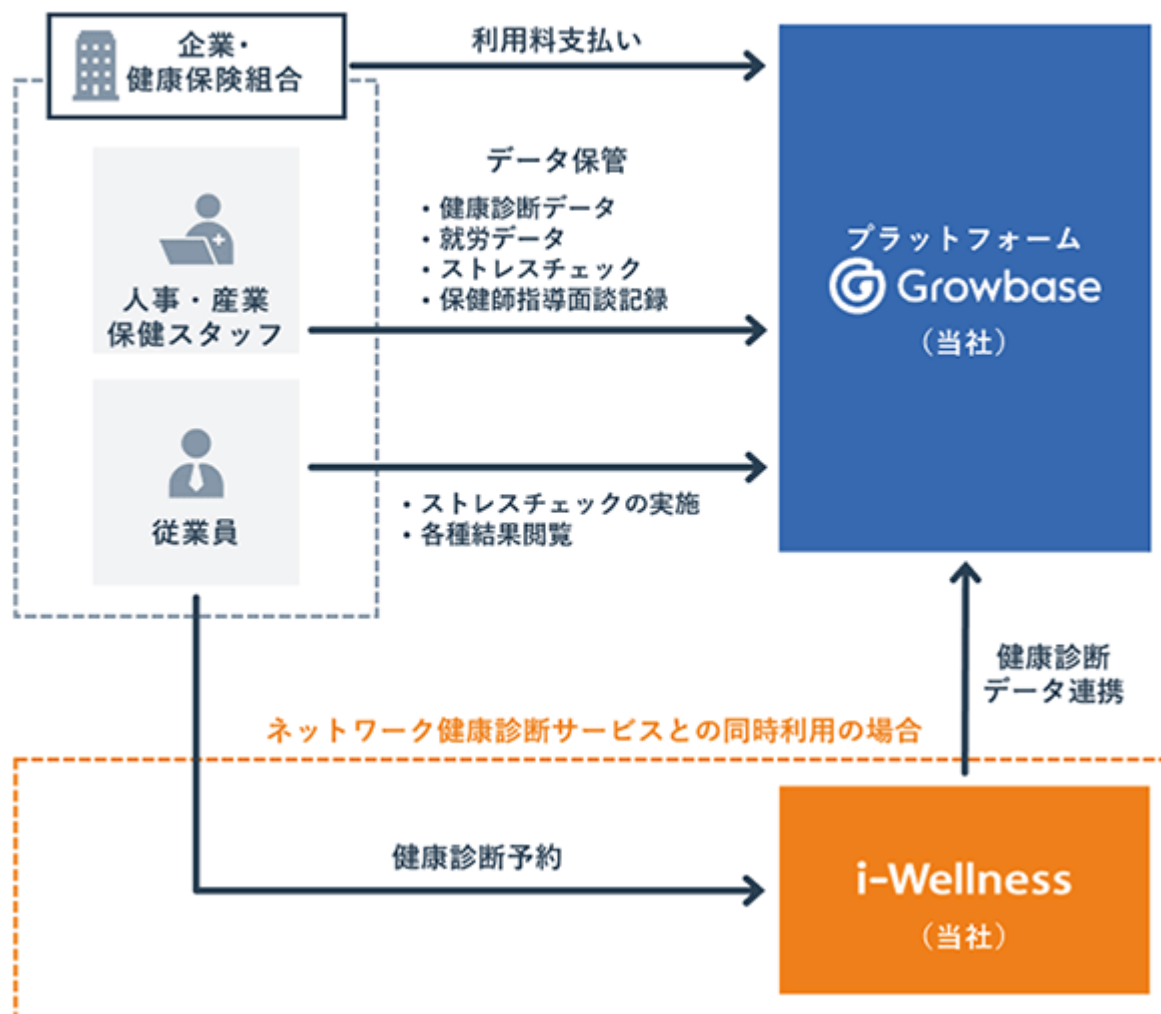 企業・
健康保険組合
利用料支払い
データ保管
・健康診断データ
・就労データ
・ストレスチェック
・保健師指導面談記録
人事・産業
保健スタッフ
プラットフォーム
Growbase
（当社）
従業員
・ストレスチェックの実施
・各種結果閲覧
健康診断
データ連携
ネットワーク健康診断サービスとの同時利用の場合
健康診断予約
i-Wellness
（当社）